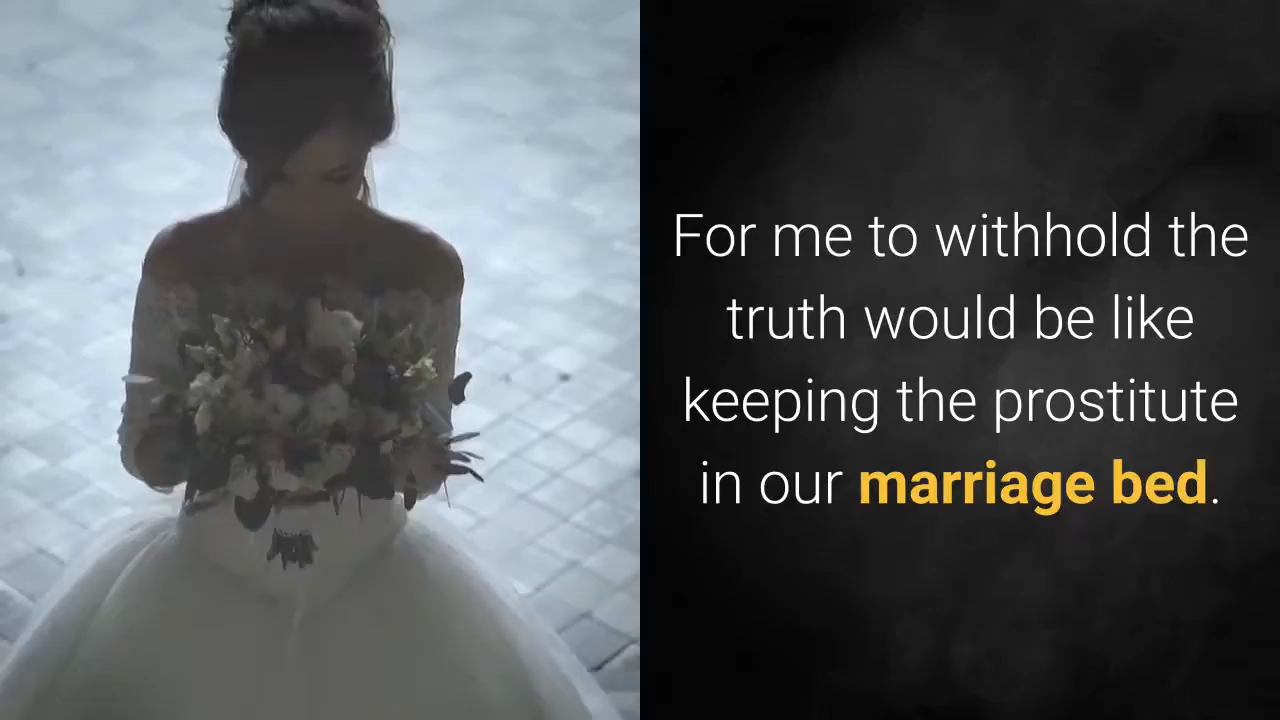 For me to withhold the
truth would be like
keeping the prostitute
in our marriage bed.